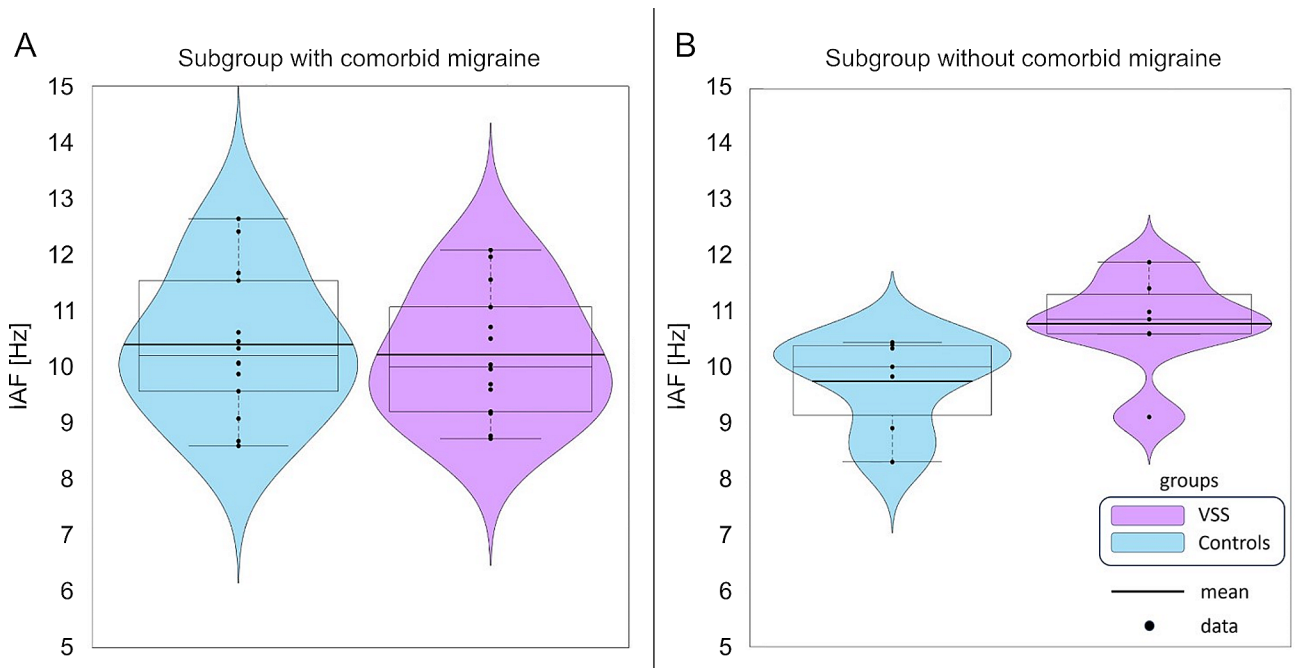 A
Subgroup with comorbid migraine
15
14
13
12
11
10
9
8
7
6
5
IAF [Hz]
B
Subgroup without comorbid migraine
15
14
13
12
11
10
9
8
7
6
5
IAF [Hz]
groups
VSS
Controls
mean
data